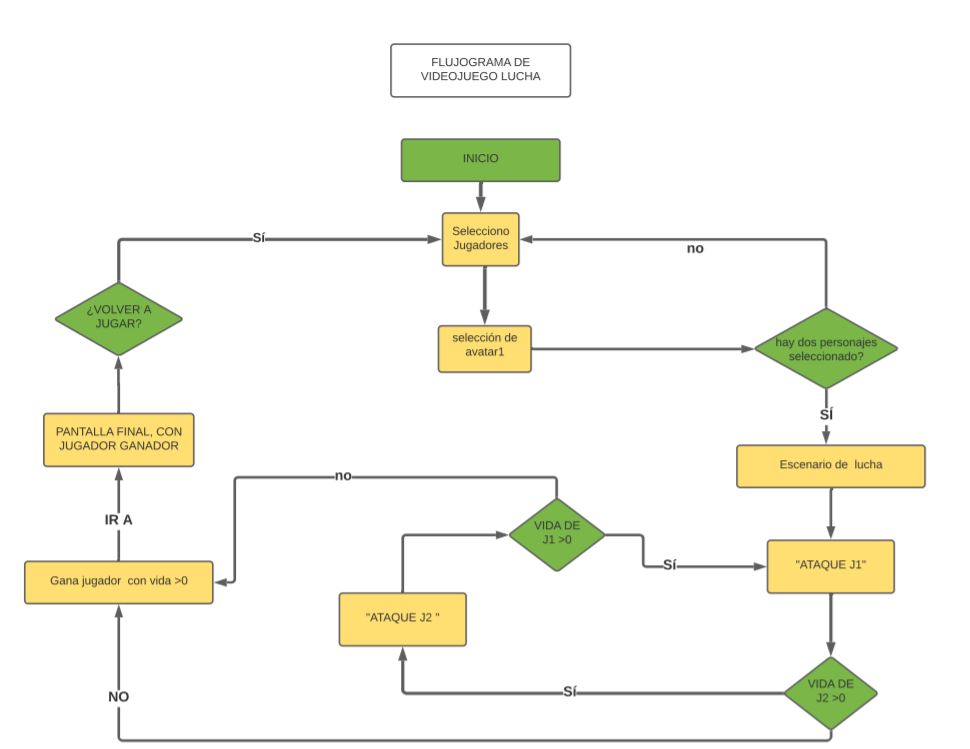 FLUJOGRAMA DE
VIDEOJUEGO LUCHA
INICIO
Selecciono
Jugadores
Sí
no
¿VOLVER A
JUGAR?
selección de
avatar1
hay dos personajes
seleccionado?
SÍ
PANTALLA FINAL, CON
JUGADOR GANADOR
Escenario de lucha
no
IR A
VIDA DE
J1 >0
Sí
"ATAQUE J1"
Gana jugador con vida >0
"ATAQUE J2 "
VIDA DE
J2 >0
Sí
NO